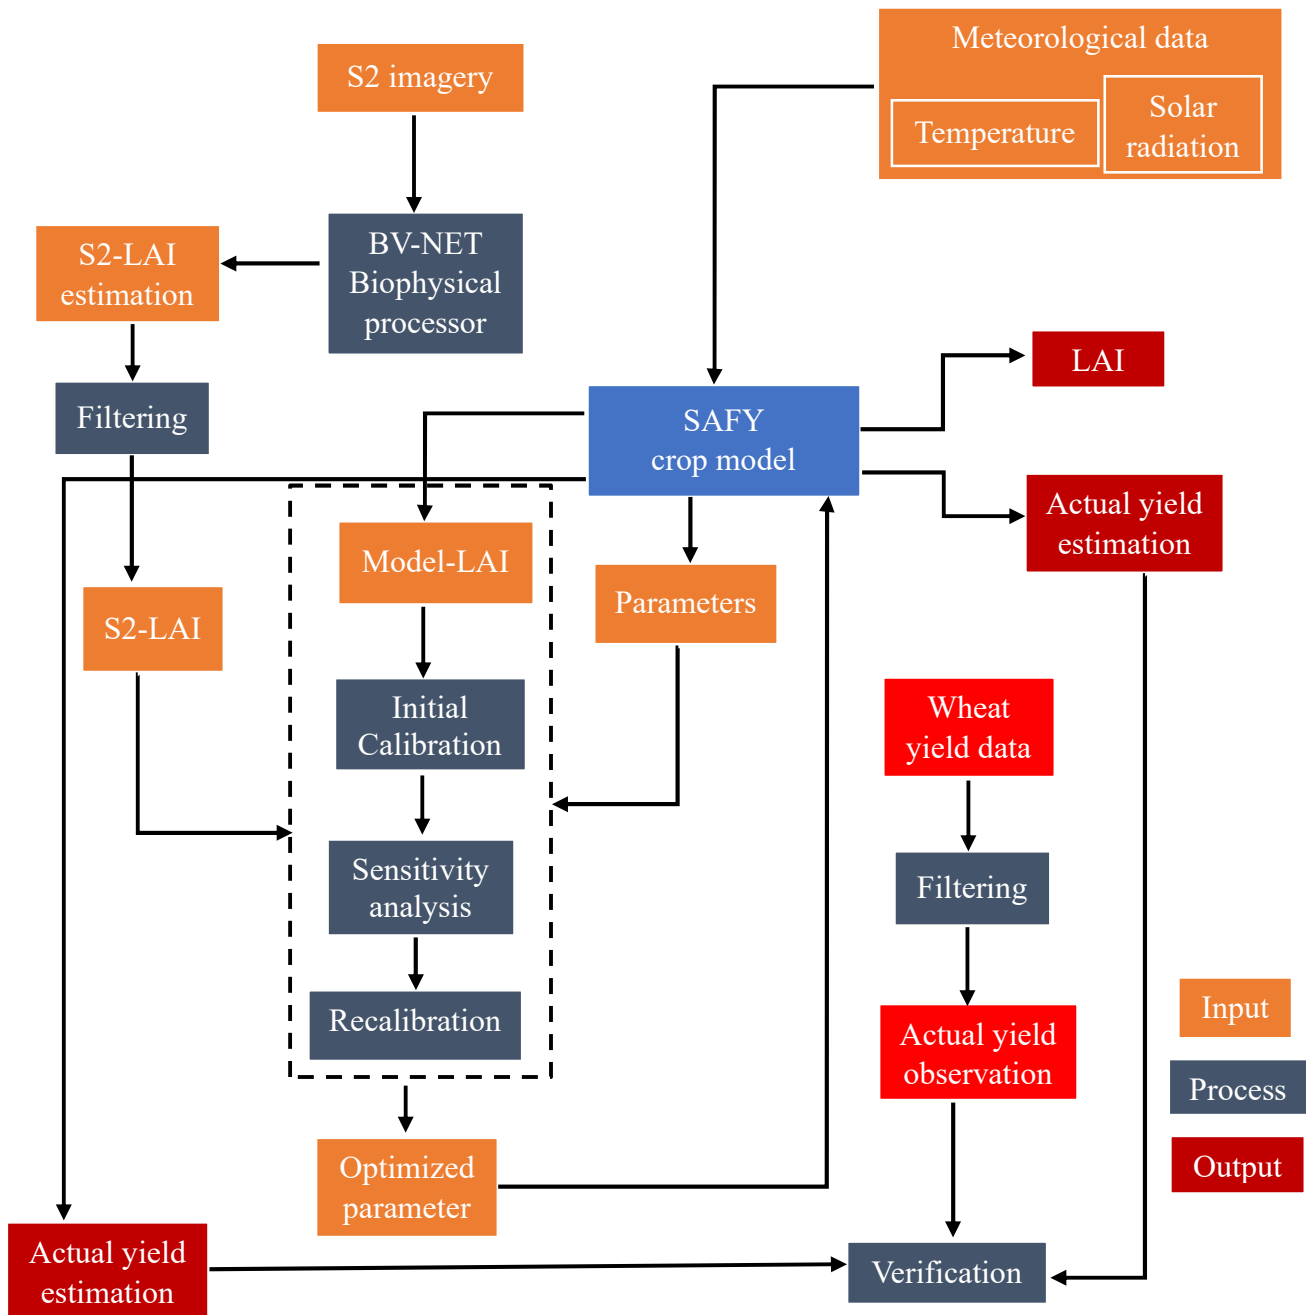 S2 imagery
Meteorological data
Temperature
Solar
radiation
BV-NET
Biophysical
processor
S2-LAI
estimation
Filtering
S2-LAI
SAFY
crop model
LAI
Actual yield
estimation
Model-LAI
Parameters
Initial
Calibration
Sensitivity
analysis
Recalibration
Optimized
parameter
Wheat
yield data
Filtering
Actual yield
observation
Input
Process
Output
Actual yield
estimation
Verification